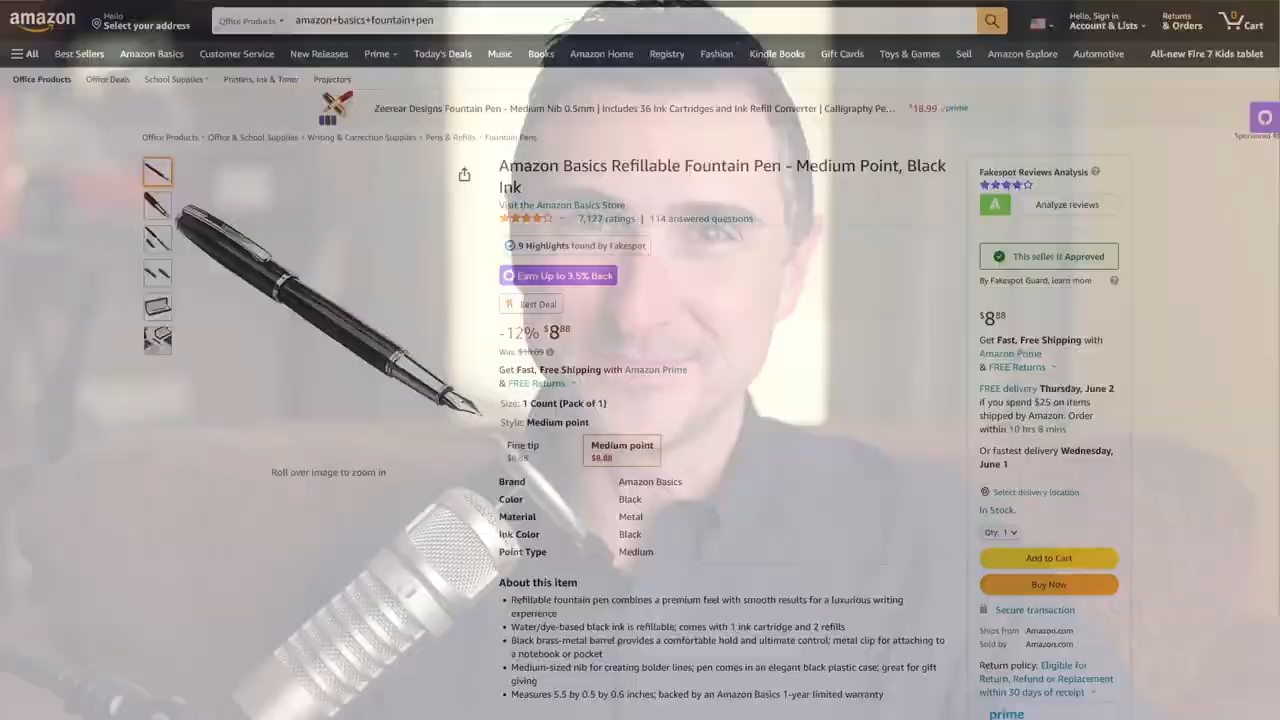 amazon
Hello
Select your address
Office Products
amazon+basics+fountain+pen
Hello, Sign in
Account & Lists
Returns
& Orders
0
Cart
All
Best Sellers
Amazon Basics
Customer Service
New Releases
Prime
Today's Deals
Music
Books
Amazon Home
Registry
Fashion
Kindle Books
Gift Cards
Toys & Games
Sell
Amazon Explore
Automotive
All-new Fire 7 Kids tablet
Office Products
Office Deals
School Supplies
Printers, Ink & Toner
Projectors
Zeerear Designs Fountain Pen - Medium Nib 0.5mm | Includes 36 Ink Cartridges and Ink Refill Converter | Calligraphy Pe...
$18.99
prime
Sponsored
Office Products › Office & School Supplies › Writing & Correction Supplies › Pens & Refills › Fountain Pens
Roll over image to zoom in
Amazon Basics Refillable Fountain Pen - Medium Point, Black
Ink
Visit the Amazon Basics Store
7,127 ratings | 114 answered questions
9 Highlights found by Fakespot
Earn Up to 3.5% Back
Best Deal
-12% $8 88
Was:
Get Fast, Free Shipping with Amazon Prime
& FREE Returns
Size: 1 Count (Pack of 1)
Style: Medium point
Fine tip
$8.88
Medium point
$8.88
Brand Amazon Basics
Color Black
Material Metal
Ink Color Black
Point Type Medium
About this item
• Refillable fountain pen combines a premium feel with smooth results for a luxurious writing
experience
• Water/dye-based black ink is refillable; comes with 1 ink cartridge and 2 refills
• Black brass-metal barrel provides a comfortable hold and ultimate control; metal clip for attaching to
a notebook or pocket
• Medium-sized nib for creating bolder lines; pen comes in an elegant black plastic case; great for gift
giving
• Measures 5.5 by 0.5 by 0.6 inches; backed by an Amazon Basics 1-year limited warranty
Fakespot Reviews Analysis
A
Analyze reviews
This seller is Approved
By Fakespot Guard, learn more
$8 88
Get Fast, Free Shipping with
Amazon Prime
& FREE Returns
FREE delivery Thursday, June 2
if you spend $25 on items
shipped by Amazon. Order
within 10 hrs 8 mins
Or fastest delivery Wednesday,
June 1
Select delivery location
In Stock.
Qty: 1
Add to Cart
Buy Now
Secure transaction
Ships from Amazon.com
Sold by Amazon.com
Return policy: Eligible for
Return, Refund or Replacement
within 30 days of receipt
prime